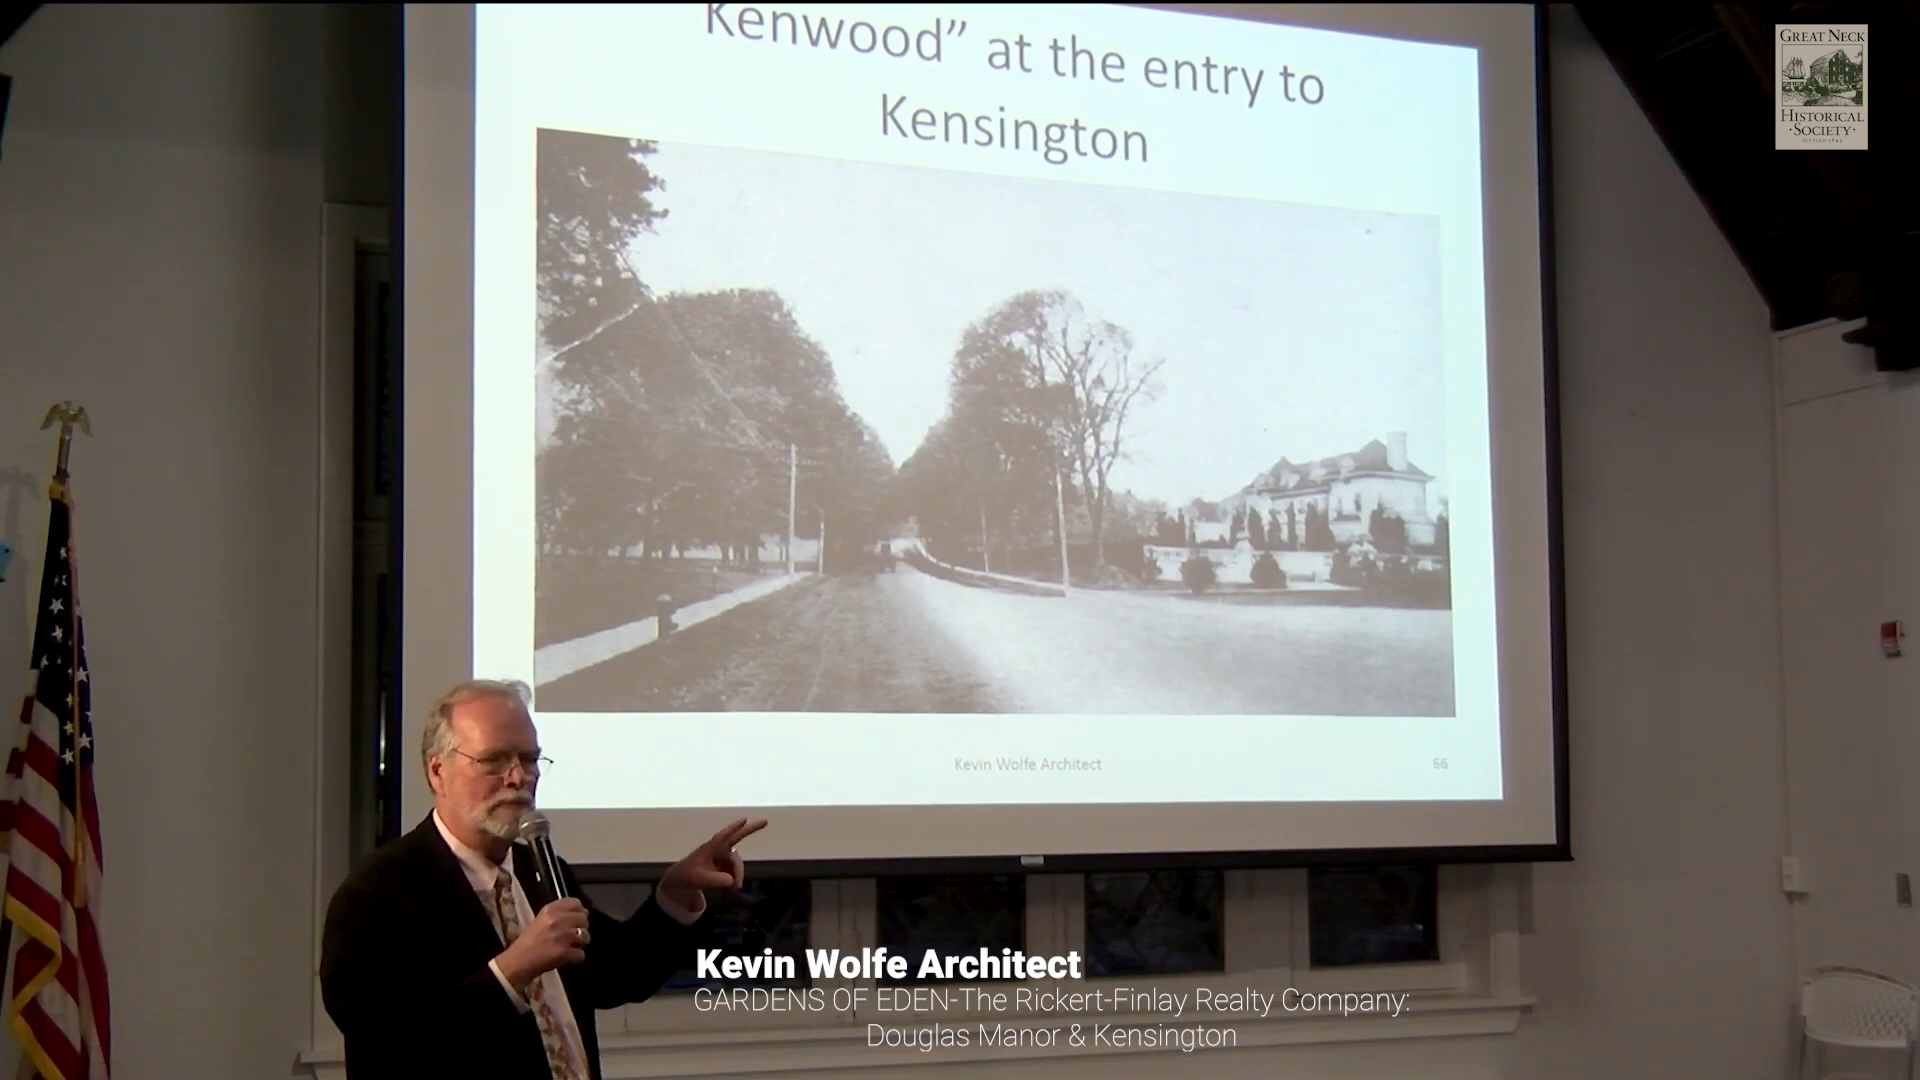 Kenwood” at the entry to
Kensington
Kevin Wolfe Architect
66
GREAT NECK
HISTORICAL
·SOCIETY·
Kevin Wolfe Architect
GARDENS OF EDEN-The Rickert-Finlay Realty Company:
Douglas Manor & Kensington